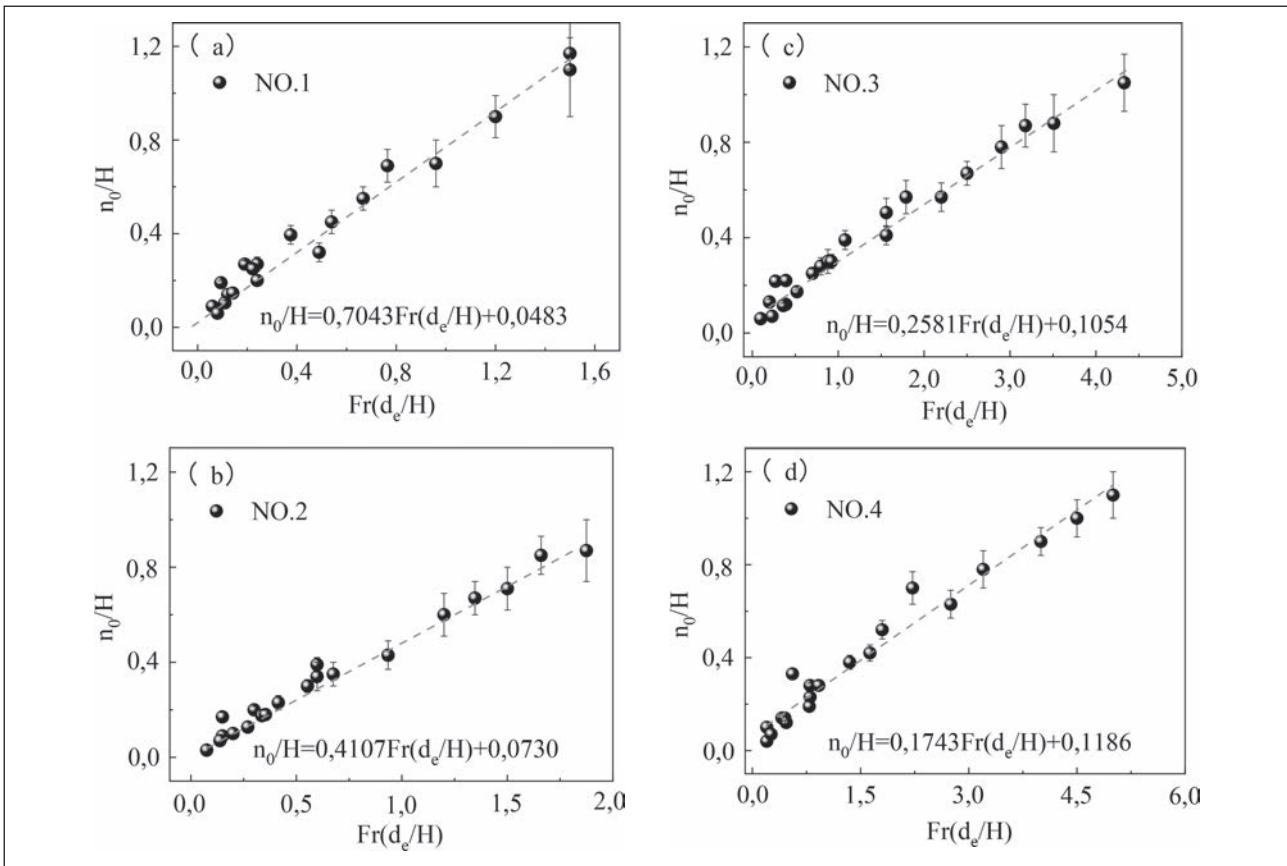 ( a)
NO.1
1,2
0,8
0,4
0,0
n₀/H
n₀/H=0,7043Fr(dₑ/H)+0,0483
0,0 0,4 0,8 1,2 1,6
Fr(dₑ/H)
( b)
NO.2
1,2
0,8
0,4
0,0
n₀/H
n₀/H=0,4107Fr(dₑ/H)+0,0730
0,0 0,5 1,0 1,5 2,0
Fr(dₑ/H)
( c)
NO.3
1,2
0,8
0,4
0,0
n₀/H
n₀/H=0,2581Fr(dₑ/H)+0,1054
0,0 1,0 2,0 3,0 4,0 5,0
Fr(dₑ/H)
( d)
NO.4
1,2
0,8
0,4
0,0
n₀/H
n₀/H=0,1743Fr(dₑ/H)+0,1186
0,0 1,5 3,0 4,5 6,0
Fr(dₑ/H)